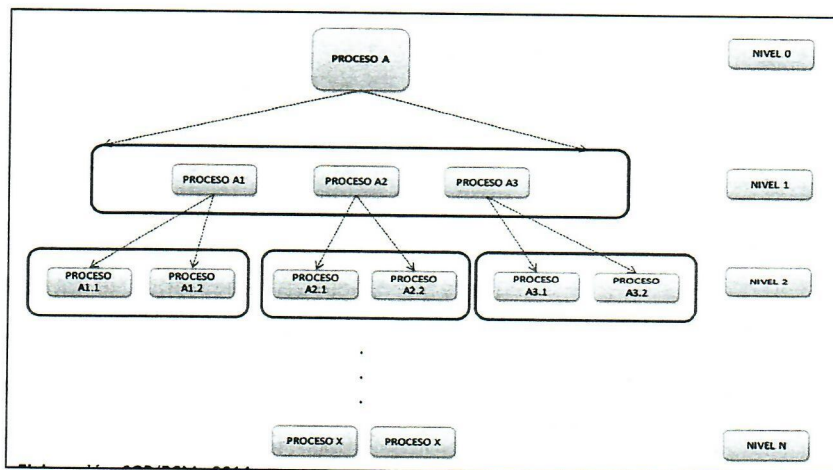 PROCESO A
NIVEL 0
PROCESO A1
PROCESO A2
PROCESO A3
NIVEL 1
PROCESO
A1.1
PROCESO
A1.2
PROCESO
A2.1
PROCESO
A2.2
PROCESO
A3.1
PROCESO
A3.2
NIVEL 2
PROCESO X
PROCESO X
NIVEL N